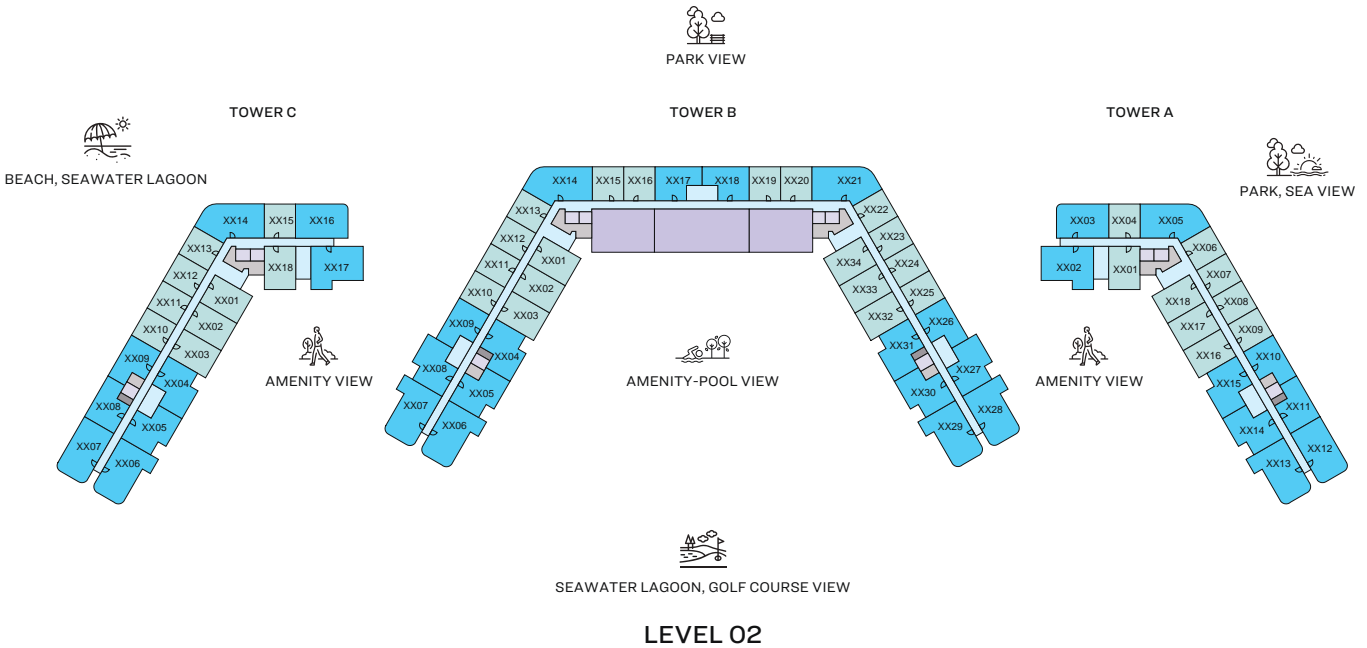 PARK VIEW
TOWER C
TOWER B
TOWER A
BEACH, SEAWATER LAGOON
PARK, SEA VIEW
XX14
XX15
XX16
XX13
XX12
XX11
XX10
XX09
XX08
XX07
XX18
XX17
XX01
XX02
XX03
XX04
XX05
XX06
AMENITY VIEW
XX14
XX15
XX16
XX17
XX18
XX19
XX20
XX21
XX13
XX12
XX11
XX10
XX09
XX08
XX07
XX01
XX02
XX03
XX04
XX05
XX06
XX22
XX23
XX24
XX25
XX26
XX27
XX28
XX34
XX33
XX32
XX31
XX30
XX29
AMENITY-POOL VIEW
XX03
XX04
XX05
XX02
XX01
XX06
XX07
XX08
XX09
XX10
XX11
XX12
XX18
XX17
XX16
XX15
XX14
XX13
AMENITY VIEW
SEAWATER LAGOON, GOLF COURSE VIEW
LEVEL 02